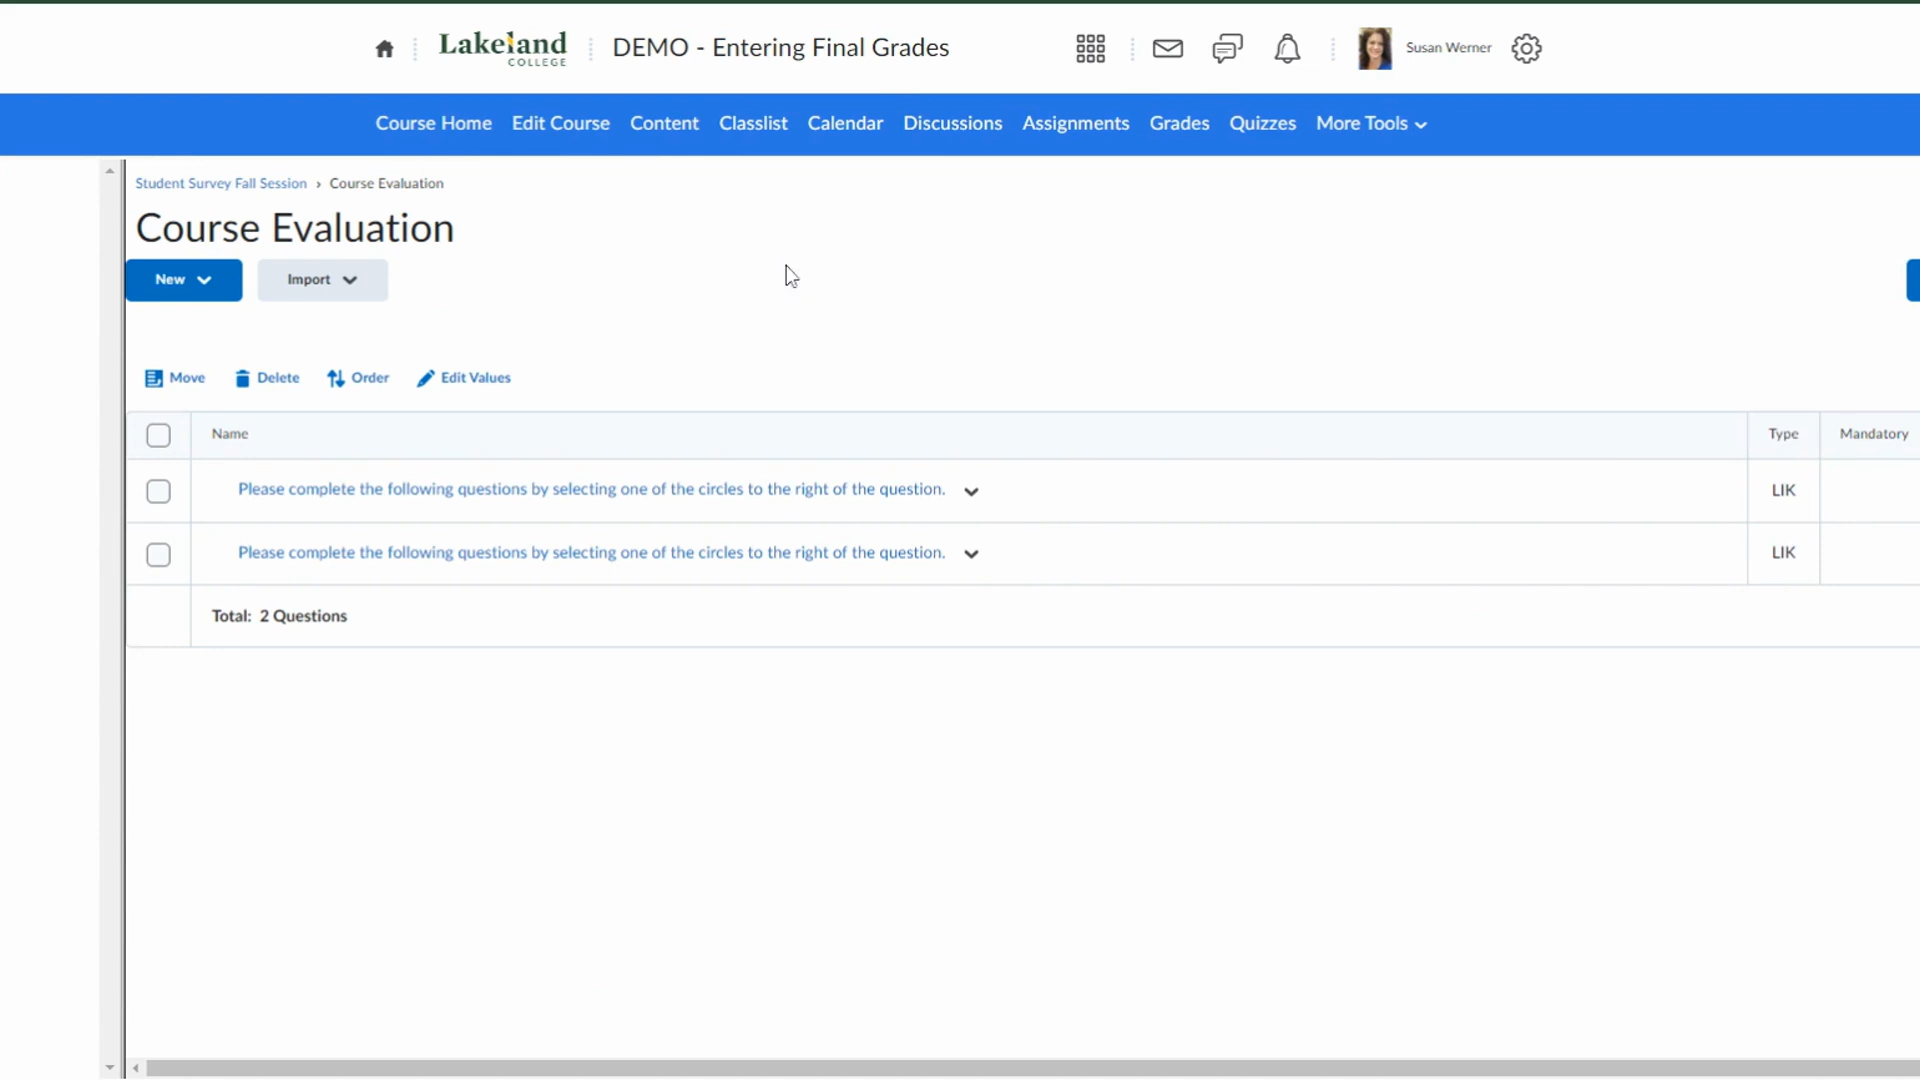 Lakeland
COLLEGE
DEMO - Entering Final Grades
Susan Werner
Course Home Edit Course Content Classlist Calendar Discussions Assignments Grades Quizzes More Tools
Student Survey Fall Session › Course Evaluation
Course Evaluation
New Import
Move Delete Order Edit Values
Name Type Mandatory
Please complete the following questions by selecting one of the circles to the right of the question. LIK
Please complete the following questions by selecting one of the circles to the right of the question. LIK
Total: 2 Questions